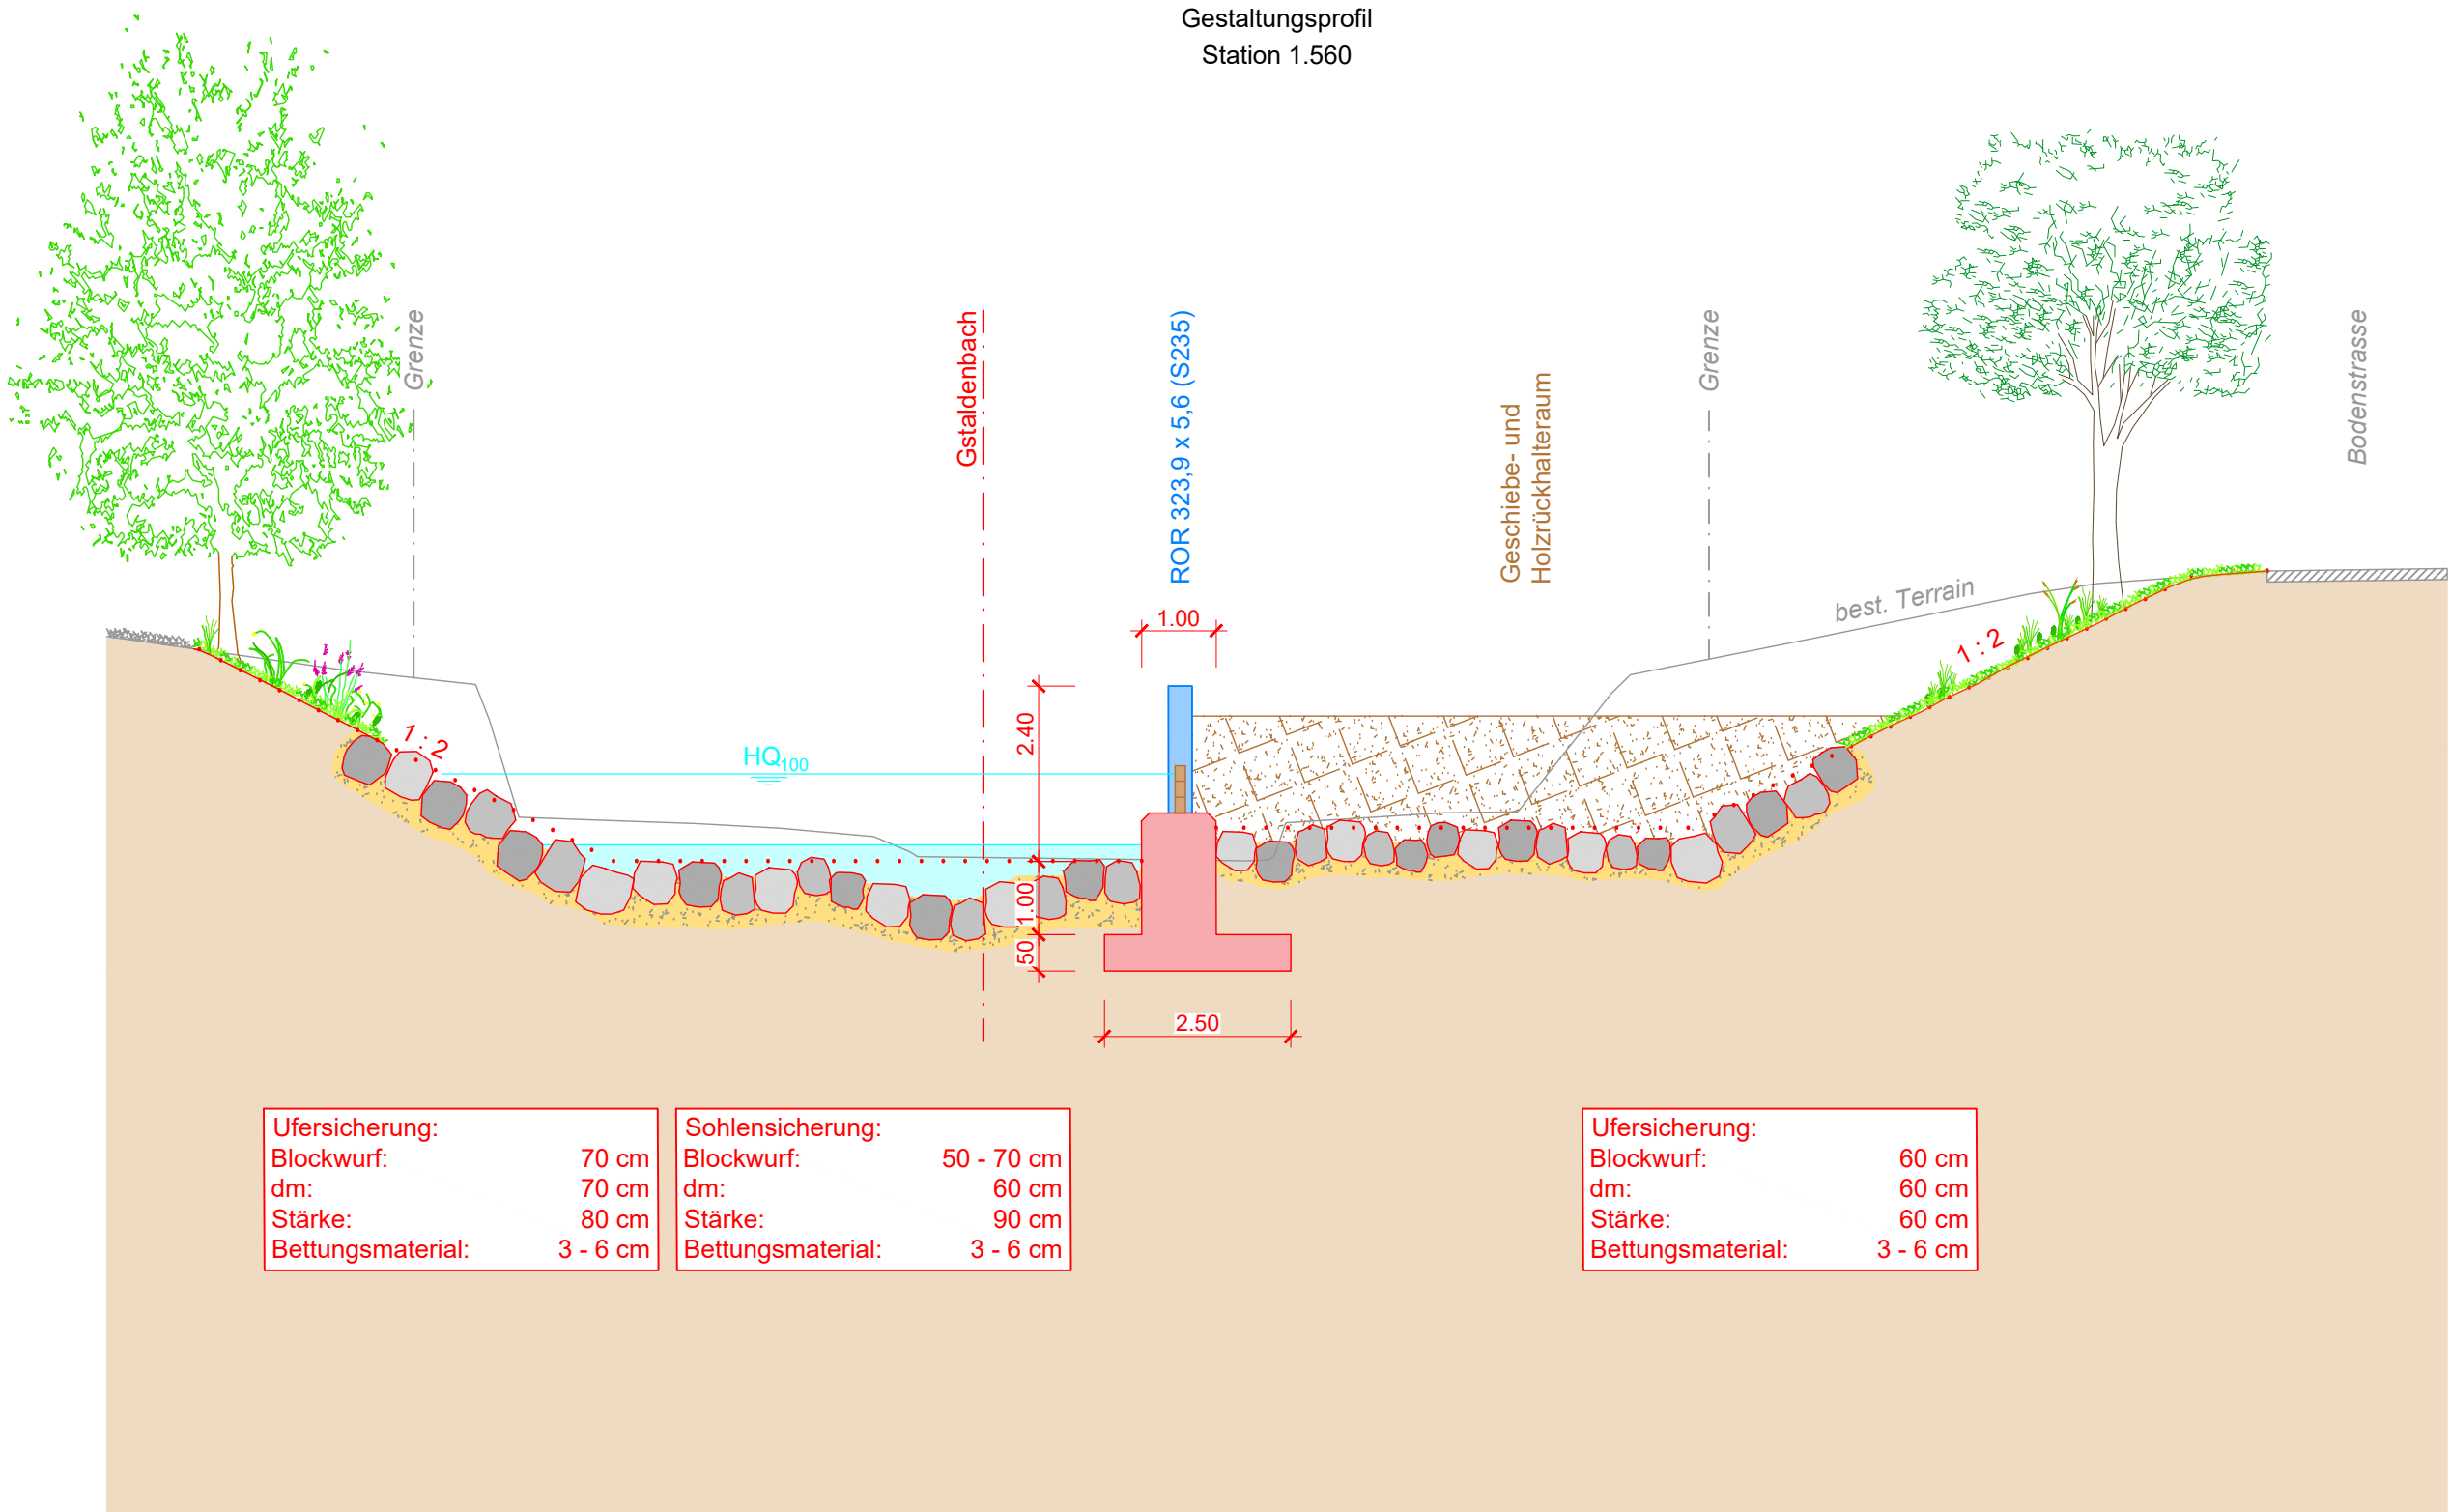 Gestaltungsprofil
Station 1.560
Grenze
Gstaldenbach
ROR 323,9 x 5,6 (S235)
Geschiebe- und
Holzrückhalteraum
Grenze
Bodenstrasse
best. Terrain
1 : 2
1 : 2
HQ100
1.00
2.40
1.00
50
2.50
Ufersicherung:
Blockwurf: 70 cm
dm: 70 cm
Stärke: 80 cm
Bettungsmaterial: 3 - 6 cm
Sohlensicherung:
Blockwurf: 50 - 70 cm
dm: 60 cm
Stärke: 90 cm
Bettungsmaterial: 3 - 6 cm
Ufersicherung:
Blockwurf: 60 cm
dm: 60 cm
Stärke: 60 cm
Bettungsmaterial: 3 - 6 cm